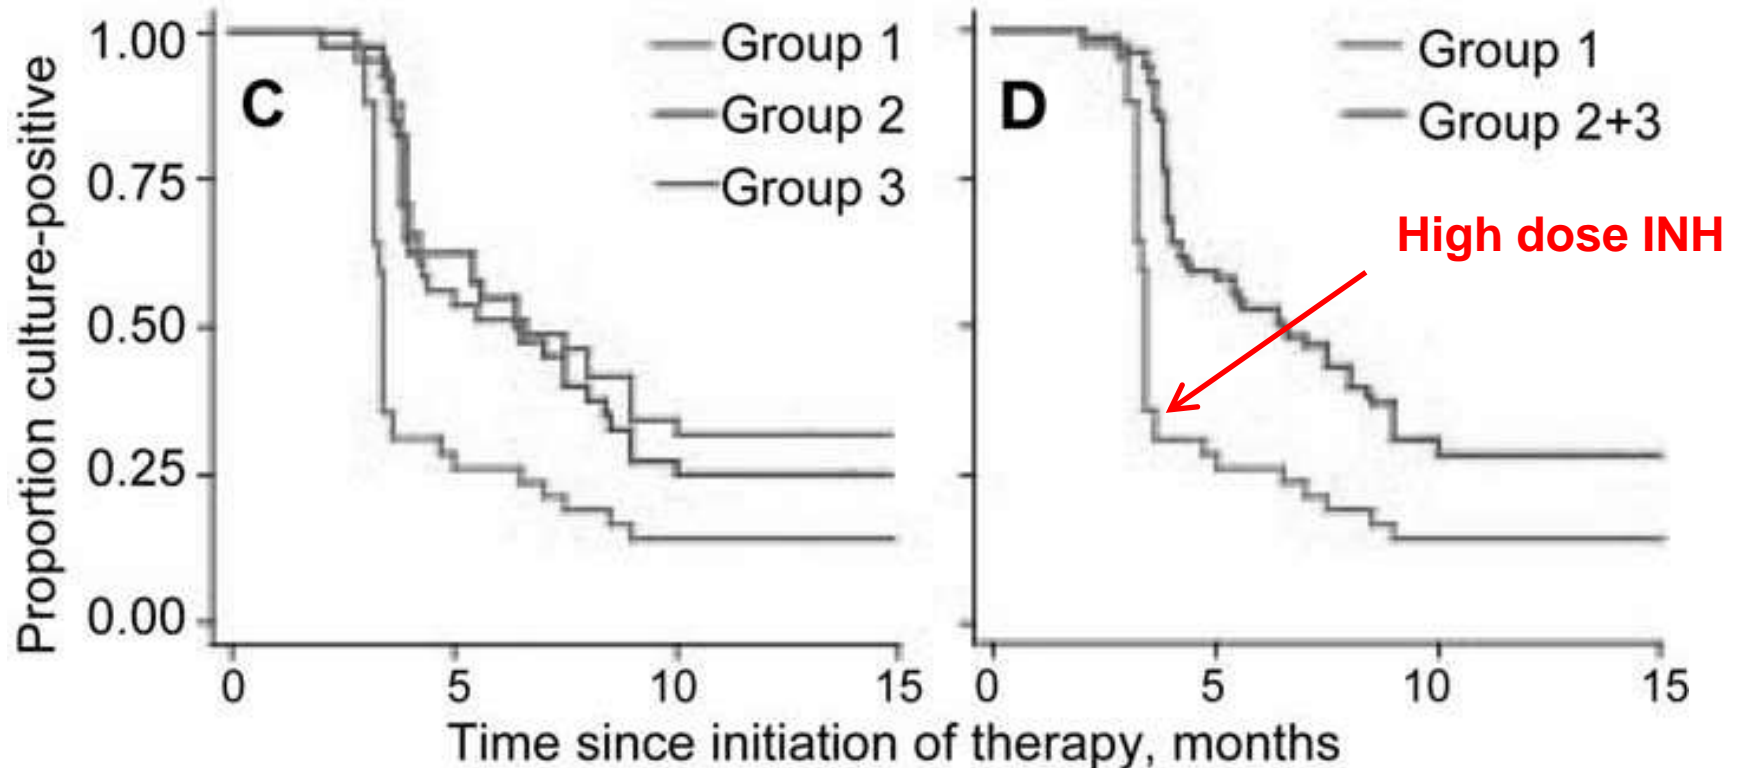 Proportion culture-positive
1.00
0.75
0.50
0.25
0.00
C
Group 1
Group 2
Group 3
0 5 10 15
D
Group 1
Group 2+3
High dose INH
0 5 10 15
Time since initiation of therapy, months